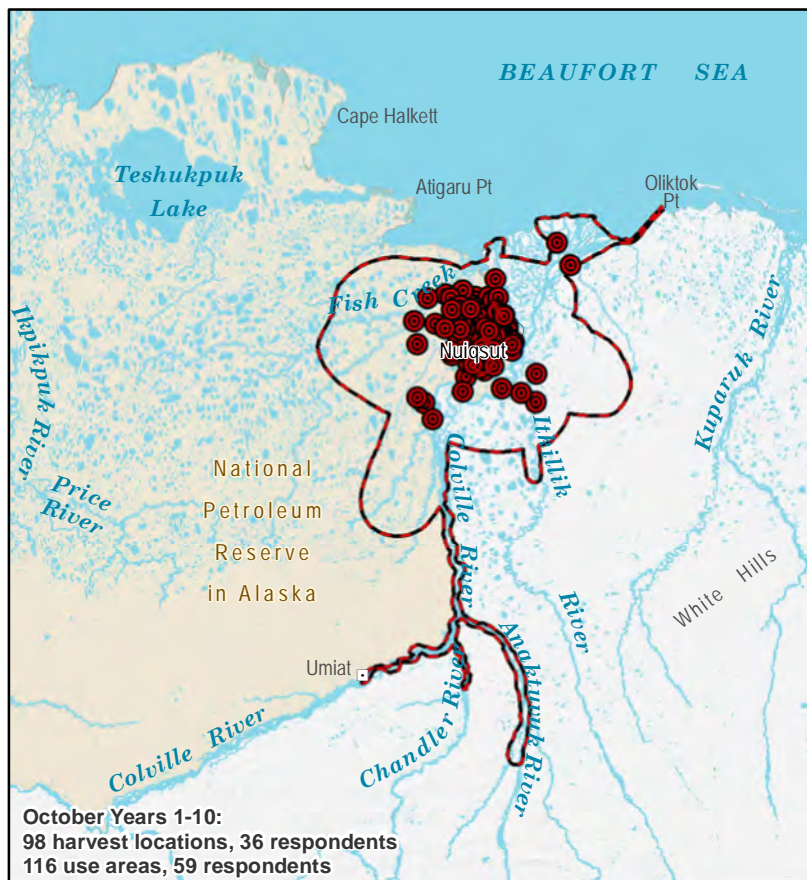 BEAUFORT SEA
Cape Halkett
Teshukpuk
Lake
Atigaru Pt
Oliktok
Pt
Fish Creek
Nuiqsut
Ikpikpuk River
Kuparuk River
Itkillik
River
Colville River
National
Petroleum
Reserve
in Alaska
Price
River
White Hills
Anaktuvuk River
Umiat
Chandler River
Colville River
October Years 1-10:
98 harvest locations, 36 respondents
116 use areas, 59 respondents